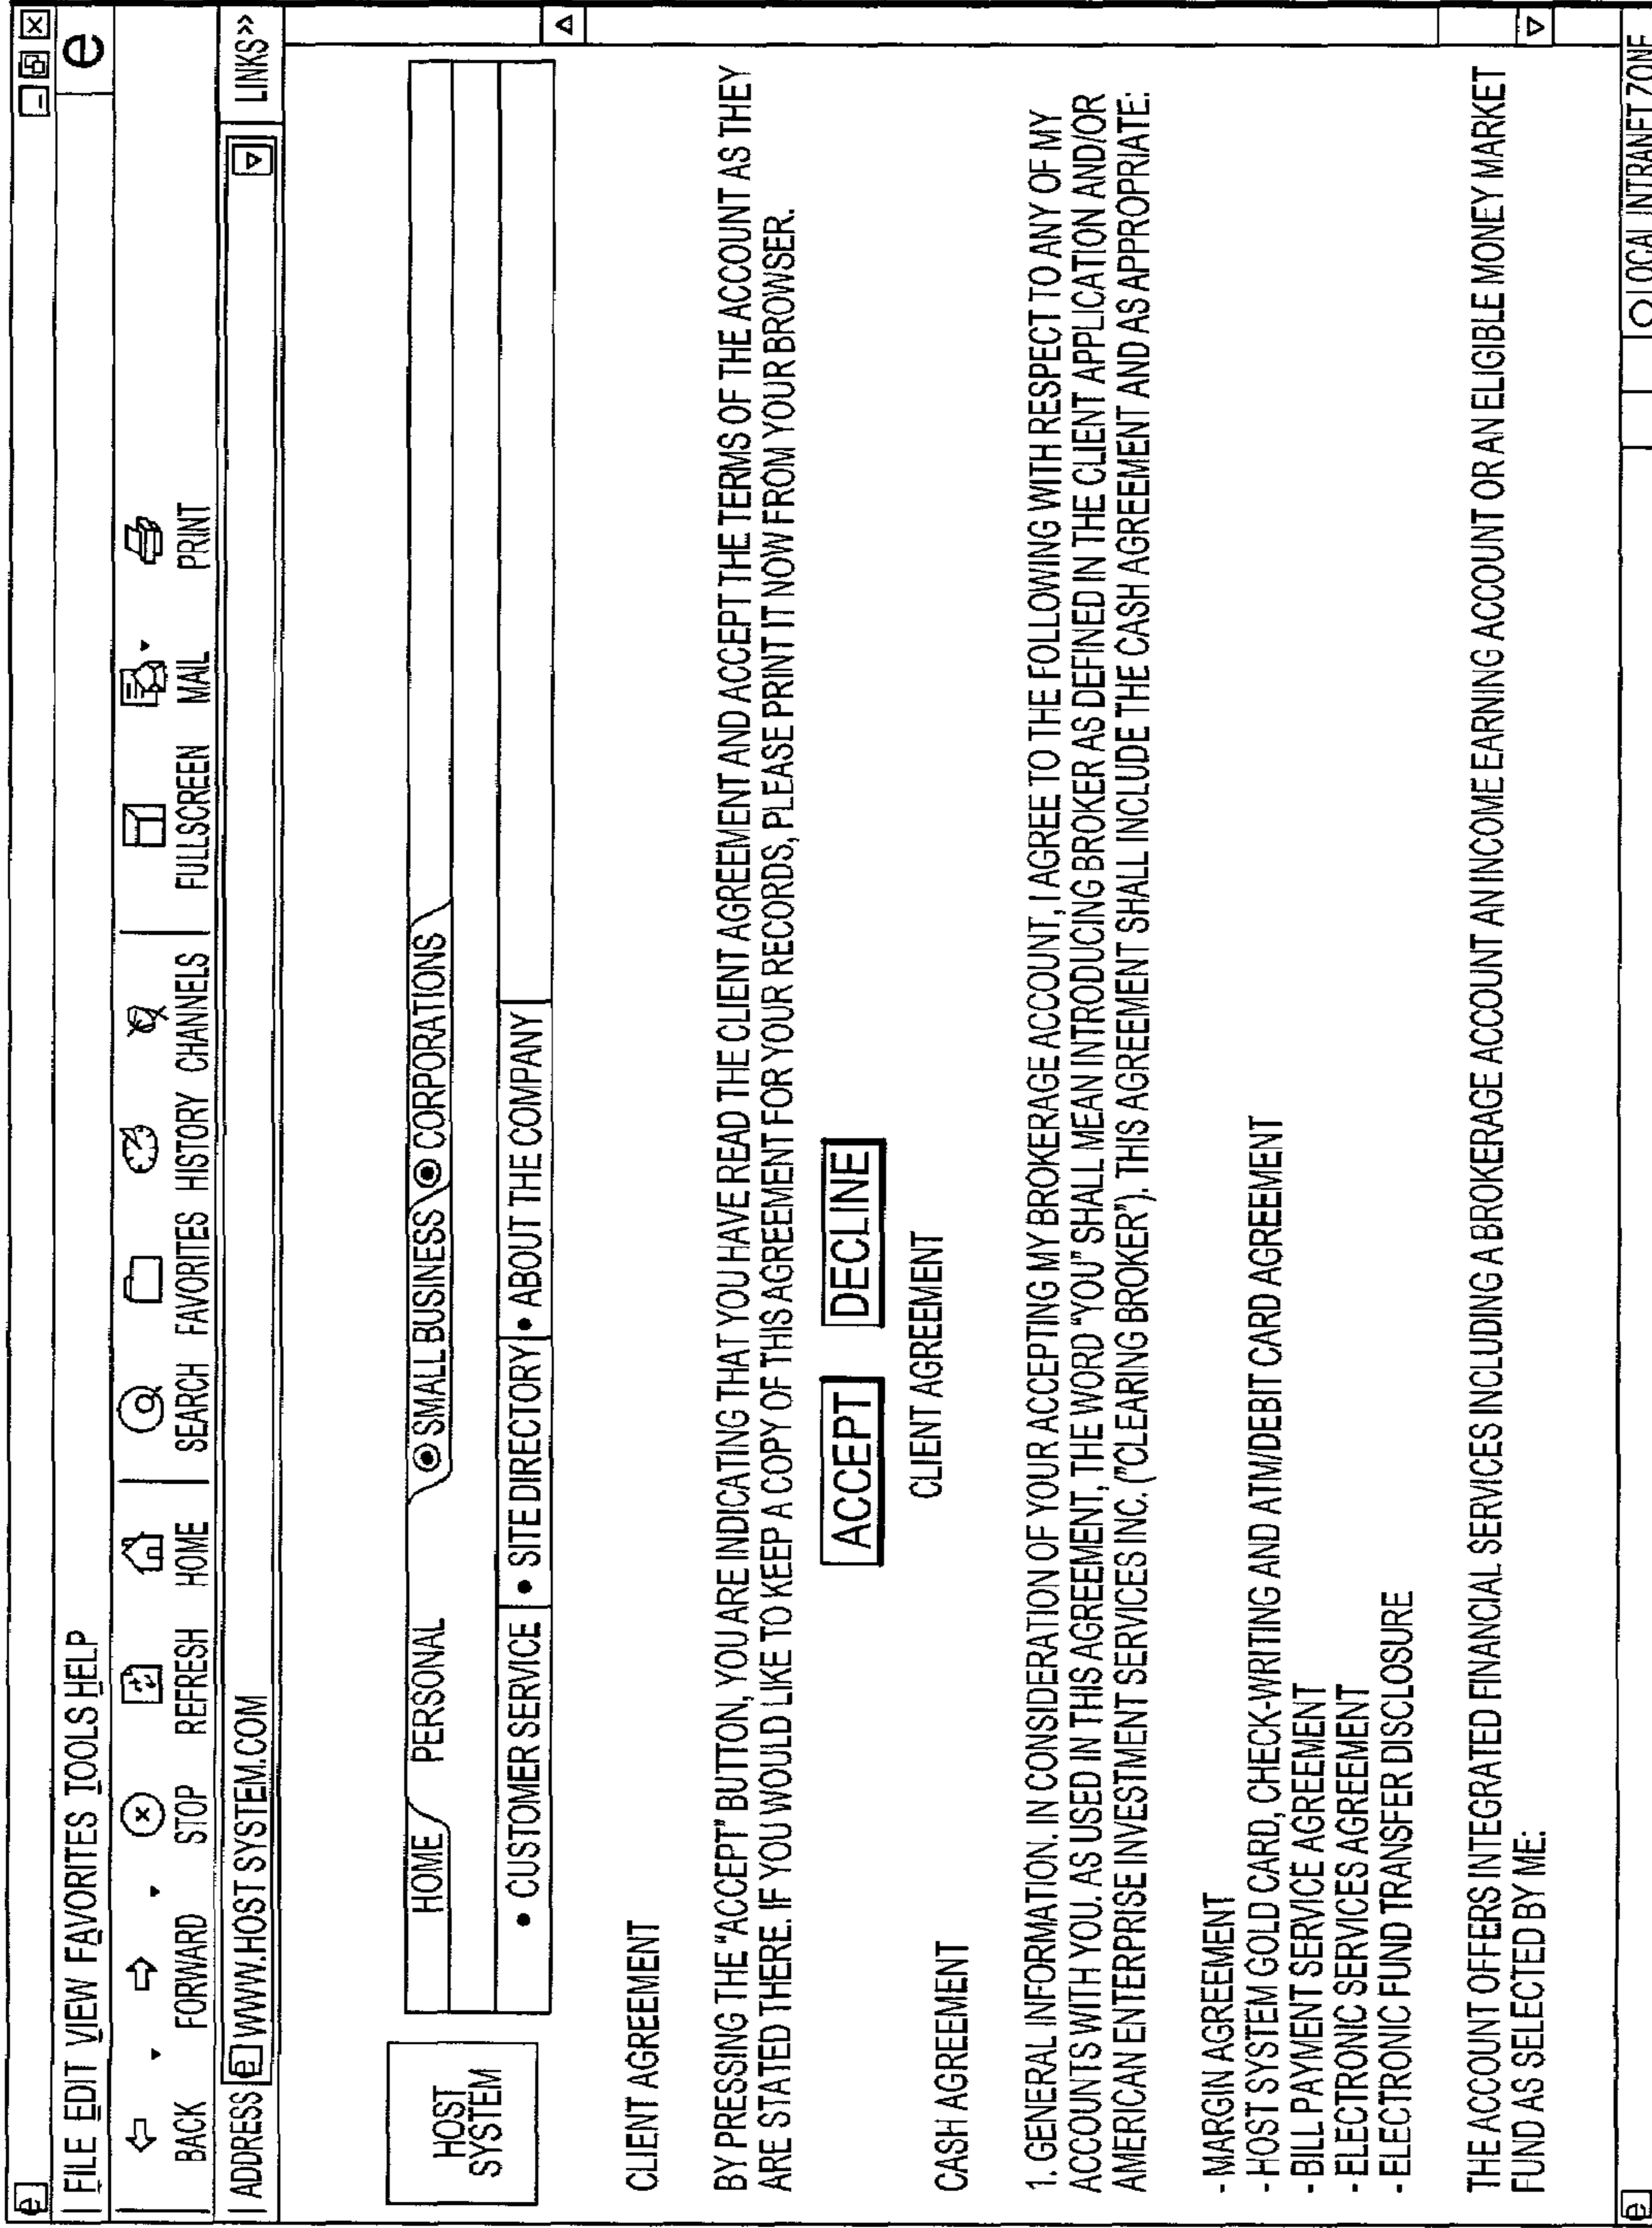 FILE EDIT VIEW FAVORITES TOOLS HELP
BACK FORWARD STOP REFRESH HOME SEARCH FAVORITES HISTORY CHANNELS FULLSCREEN MAIL PRINT
ADDRESS WWW.HOST SYSTEM.COM LINKS>>
HOST
SYSTEM
HOME PERSONAL SMALL BUSINESS CORPORATIONS
• CUSTOMER SERVICE • SITE DIRECTORY • ABOUT THE COMPANY
CLIENT AGREEMENT
BY PRESSING THE "ACCEPT" BUTTON, YOU ARE INDICATING THAT YOU HAVE READ THE CLIENT AGREEMENT AND ACCEPT THE TERMS OF THE ACCOUNT AS THEY
ARE STATED THERE. IF YOU WOULD LIKE TO KEEP A COPY OF THIS AGREEMENT FOR YOUR RECORDS, PLEASE PRINT IT NOW FROM YOUR BROWSER.
ACCEPT DECLINE
CLIENT AGREEMENT
CASH AGREEMENT
1. GENERAL INFORMATION. IN CONSIDERATION OF YOUR ACCEPTING MY BROKERAGE ACCOUNT, I AGREE TO THE FOLLOWING WITH RESPECT TO ANY OF MY
ACCOUNTS WITH YOU. AS USED IN THIS AGREEMENT, THE WORD "YOU" SHALL MEAN INTRODUCING BROKER AS DEFINED IN THE CLIENT APPLICATION AND/OR
AMERICAN ENTERPRISE INVESTMENT SERVICES INC. ("CLEARING BROKER"). THIS AGREEMENT SHALL INCLUDE THE CASH AGREEMENT AND AS APPROPRIATE:
- MARGIN AGREEMENT
- HOST SYSTEM GOLD CARD, CHECK-WRITING AND ATM/DEBIT CARD AGREEMENT
- BILL PAYMENT SERVICE AGREEMENT
- ELECTRONIC SERVICES AGREEMENT
- ELECTRONIC FUND TRANSFER DISCLOSURE
THE ACCOUNT OFFERS INTEGRATED FINANCIAL SERVICES INCLUDING A BROKERAGE ACCOUNT AN INCOME EARNING ACCOUNT OR AN ELIGIBLE MONEY MARKET
FUND AS SELECTED BY ME:
LOCAL INTRANET ZONE